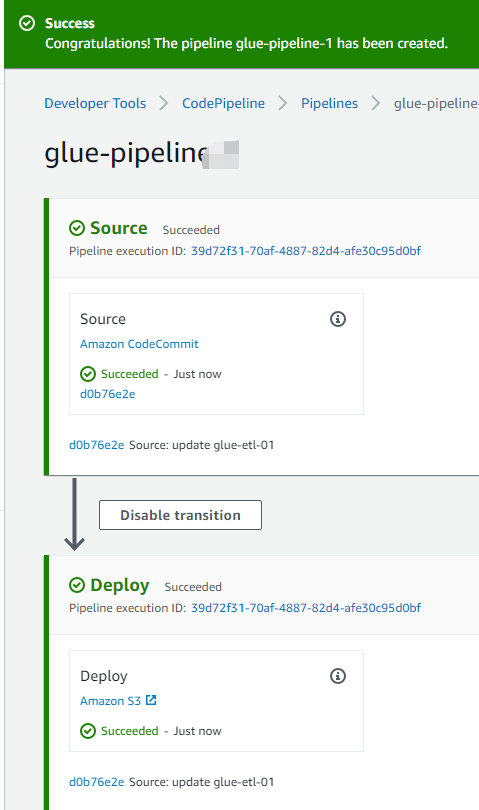 Success
Congratulations! The pipeline glue-pipeline-1 has been created.
Developer Tools > CodePipeline > Pipelines > glue-pipeline-
glue-pipeline
Source Succeeded
Pipeline execution ID: 39d72f31-70af-4887-82d4-afe30c95d0bf
Source
Amazon CodeCommit
Succeeded - Just now
d0b76e2e
d0b76e2e Source: update glue-etl-01
Disable transition
Deploy Succeeded
Pipeline execution ID: 39d72f31-70af-4887-82d4-afe30c95d0bf
Deploy
Amazon S3
Succeeded - Just now
d0b76e2e Source: update glue-etl-01